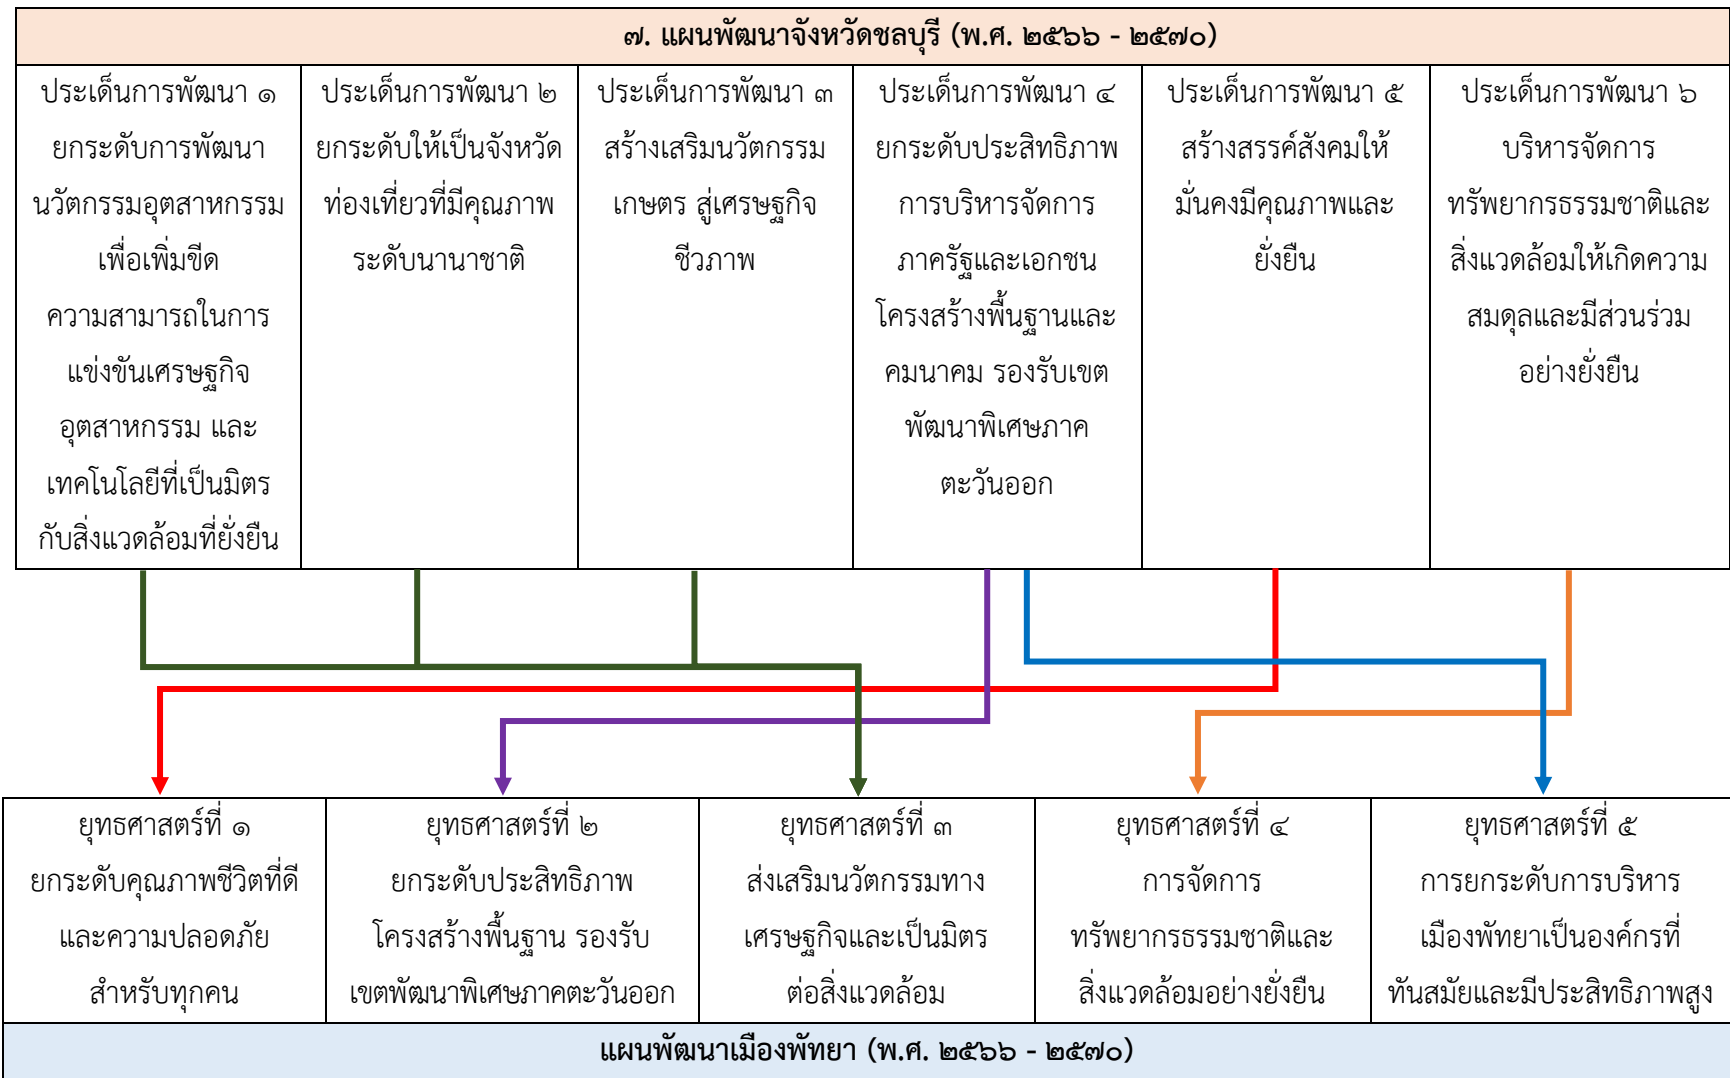 ๗. แผนพัฒนาจังหวัดชลบุรี (พ.ศ. ๒๕๖๖ - ๒๕๗๐)
ประเด็นการพัฒนา ๑
ยกระดับการพัฒนา
นวัตกรรมอุตสาหกรรม
เพื่อเพิ่มขีด
ความสามารถในการ
แข่งขันเศรษฐกิจ
อุตสาหกรรม และ
เทคโนโลยีที่เป็นมิตร
กับสิ่งแวดล้อมที่ยั่งยืน
ประเด็นการพัฒนา ๒
ยกระดับให้เป็นจังหวัด
ท่องเที่ยวที่มีคุณภาพ
ระดับนานาชาติ
ประเด็นการพัฒนา ๓
สร้างเสริมนวัตกรรม
เกษตร สู่เศรษฐกิจ
ชีวภาพ
ประเด็นการพัฒนา ๔
ยกระดับประสิทธิภาพ
การบริหารจัดการ
ภาครัฐและเอกชน
โครงสร้างพื้นฐานและ
คมนาคม รองรับเขต
พัฒนาพิเศษภาค
ตะวันออก
ประเด็นการพัฒนา ๕
สร้างสรรค์สังคมให้
มั่นคงมีคุณภาพและ
ยั่งยืน
ประเด็นการพัฒนา ๖
บริหารจัดการ
ทรัพยากรธรรมชาติและ
สิ่งแวดล้อมให้เกิดความ
สมดุลและมีส่วนร่วม
อย่างยั่งยืน
ยุทธศาสตร์ที่ ๑
ยกระดับคุณภาพชีวิตที่ดี
และความปลอดภัย
สำหรับทุกคน
ยุทธศาสตร์ที่ ๒
ยกระดับประสิทธิภาพ
โครงสร้างพื้นฐาน รองรับ
เขตพัฒนาพิเศษภาคตะวันออก
ยุทธศาสตร์ที่ ๓
ส่งเสริมนวัตกรรมทาง
เศรษฐกิจและเป็นมิตร
ต่อสิ่งแวดล้อม
ยุทธศาสตร์ที่ ๔
การจัดการ
ทรัพยากรธรรมชาติและ
สิ่งแวดล้อมอย่างยั่งยืน
ยุทธศาสตร์ที่ ๕
การยกระดับการบริหาร
เมืองพัทยาเป็นองค์กรที่
ทันสมัยและมีประสิทธิภาพสูง
แผนพัฒนาเมืองพัทยา (พ.ศ. ๒๕๖๖ - ๒๕๗๐)